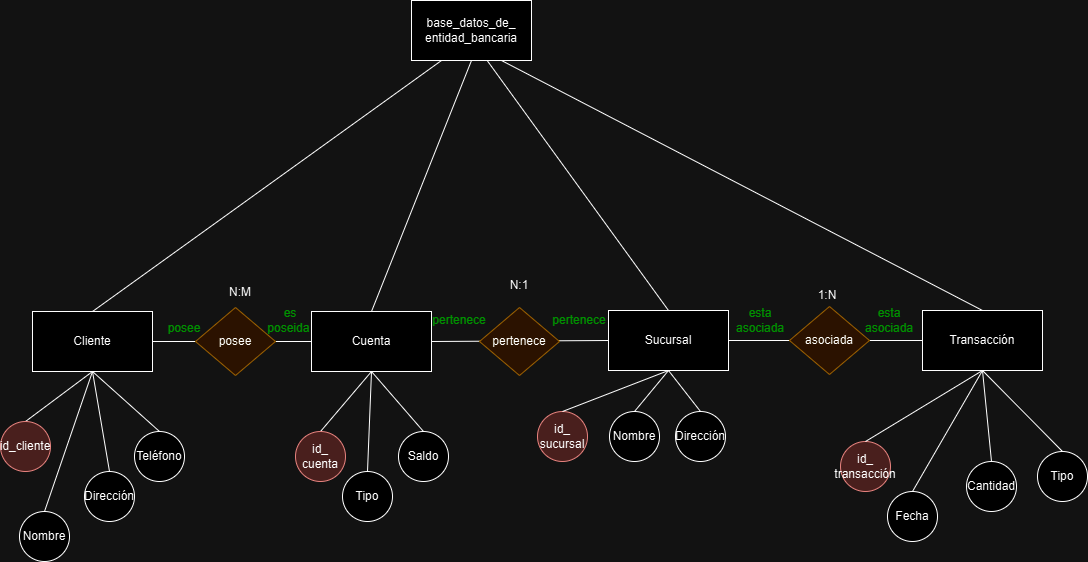 base_datos_de_
entidad_bancaria
N:M
N:1
1:N
posee
es
poseida
pertenece
pertenece
esta
asociada
esta
asociada
Cliente
posee
Cuenta
pertenece
Sucursal
asociada
Transacción
id_cliente
Nombre
Dirección
Teléfono
id_
cuenta
Tipo
Saldo
id_
sucursal
Nombre
Dirección
id_
transacción
Fecha
Cantidad
Tipo